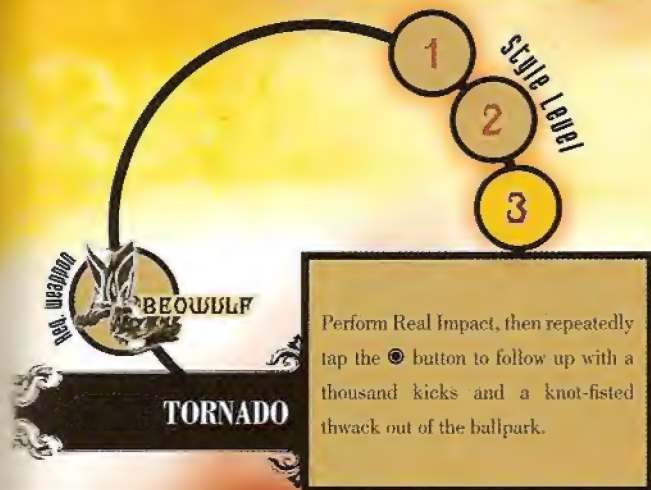 1
2
3
Style Level
Req. Weapon
BEOWULF
TORNADO
Perform Real Impact, then repeatedly
tap the button to follow up with a
thousand kicks and a knot-fisted
thwack out of the ballpark.